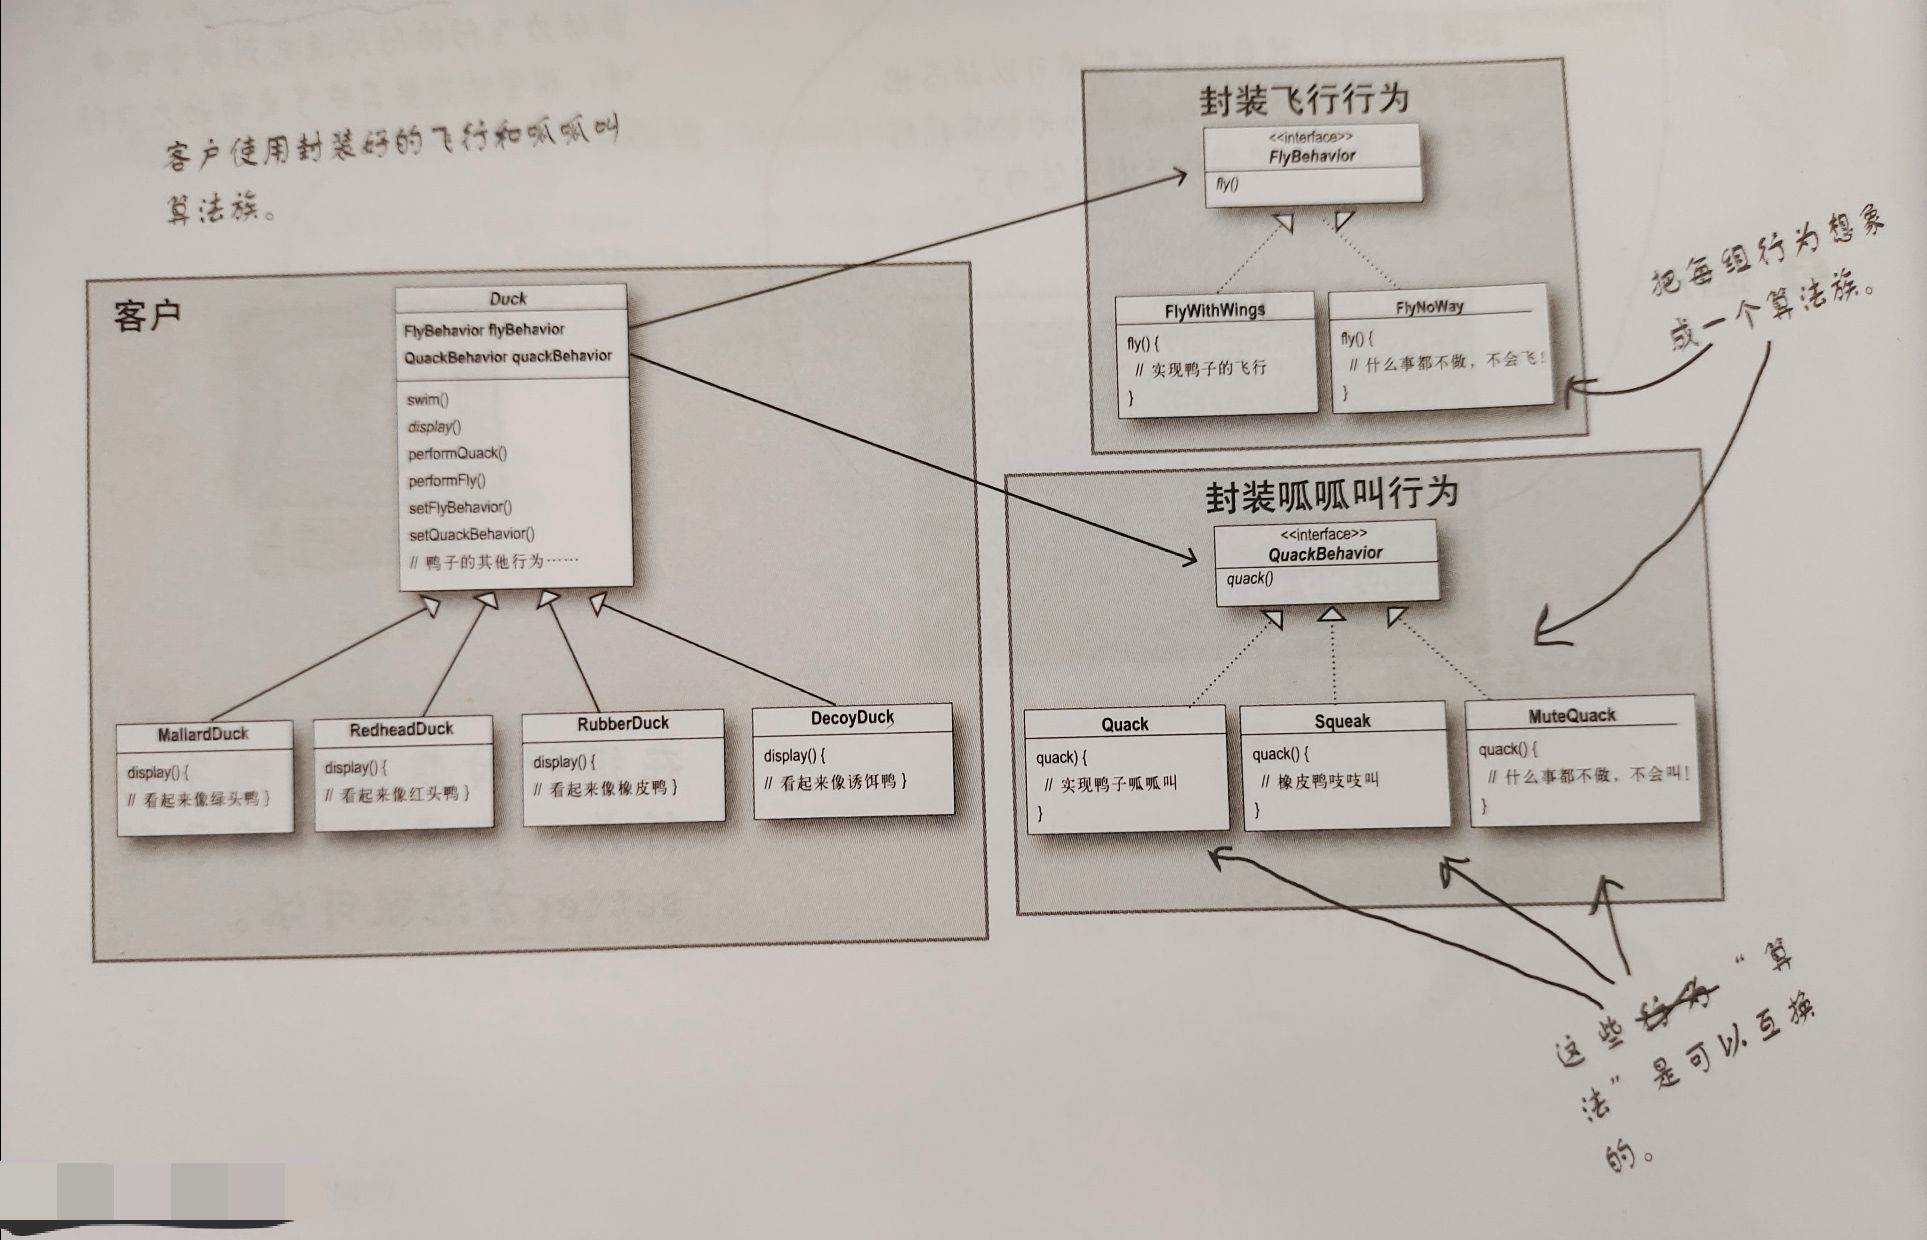 客户使用封装好的飞行和呱呱叫
算法族。
客户
Duck
FlyBehavior flyBehavior
QuackBehavior quackBehavior
swim()
display()
performQuack()
performFly()
setFlyBehavior()
setQuackBehavior()
// 鸭子的其他行为……
MallardDuck
display() {
// 看起来像绿头鸭 }
RedheadDuck
display() {
// 看起来像红头鸭 }
RubberDuck
display() {
// 看起来像橡皮鸭 }
DecoyDuck
display() {
// 看起来像诱饵鸭 }
封装飞行行为
<<interface>>
FlyBehavior
fly()
FlyWithWings
fly() {
// 实现鸭子的飞行
}
FlyNoWay
fly() {
// 什么事都不做，不会飞！
}
把每组行为想象
成一个算法族。
封装呱呱叫行为
<<interface>>
QuackBehavior
quack()
Quack
quack) {
// 实现鸭子呱呱叫
}
Squeak
quack() {
// 橡皮鸭吱吱叫
}
MuteQuack
quack() {
// 什么事都不做，不会叫！
}
这些行为“算
法”是可以互换
的。